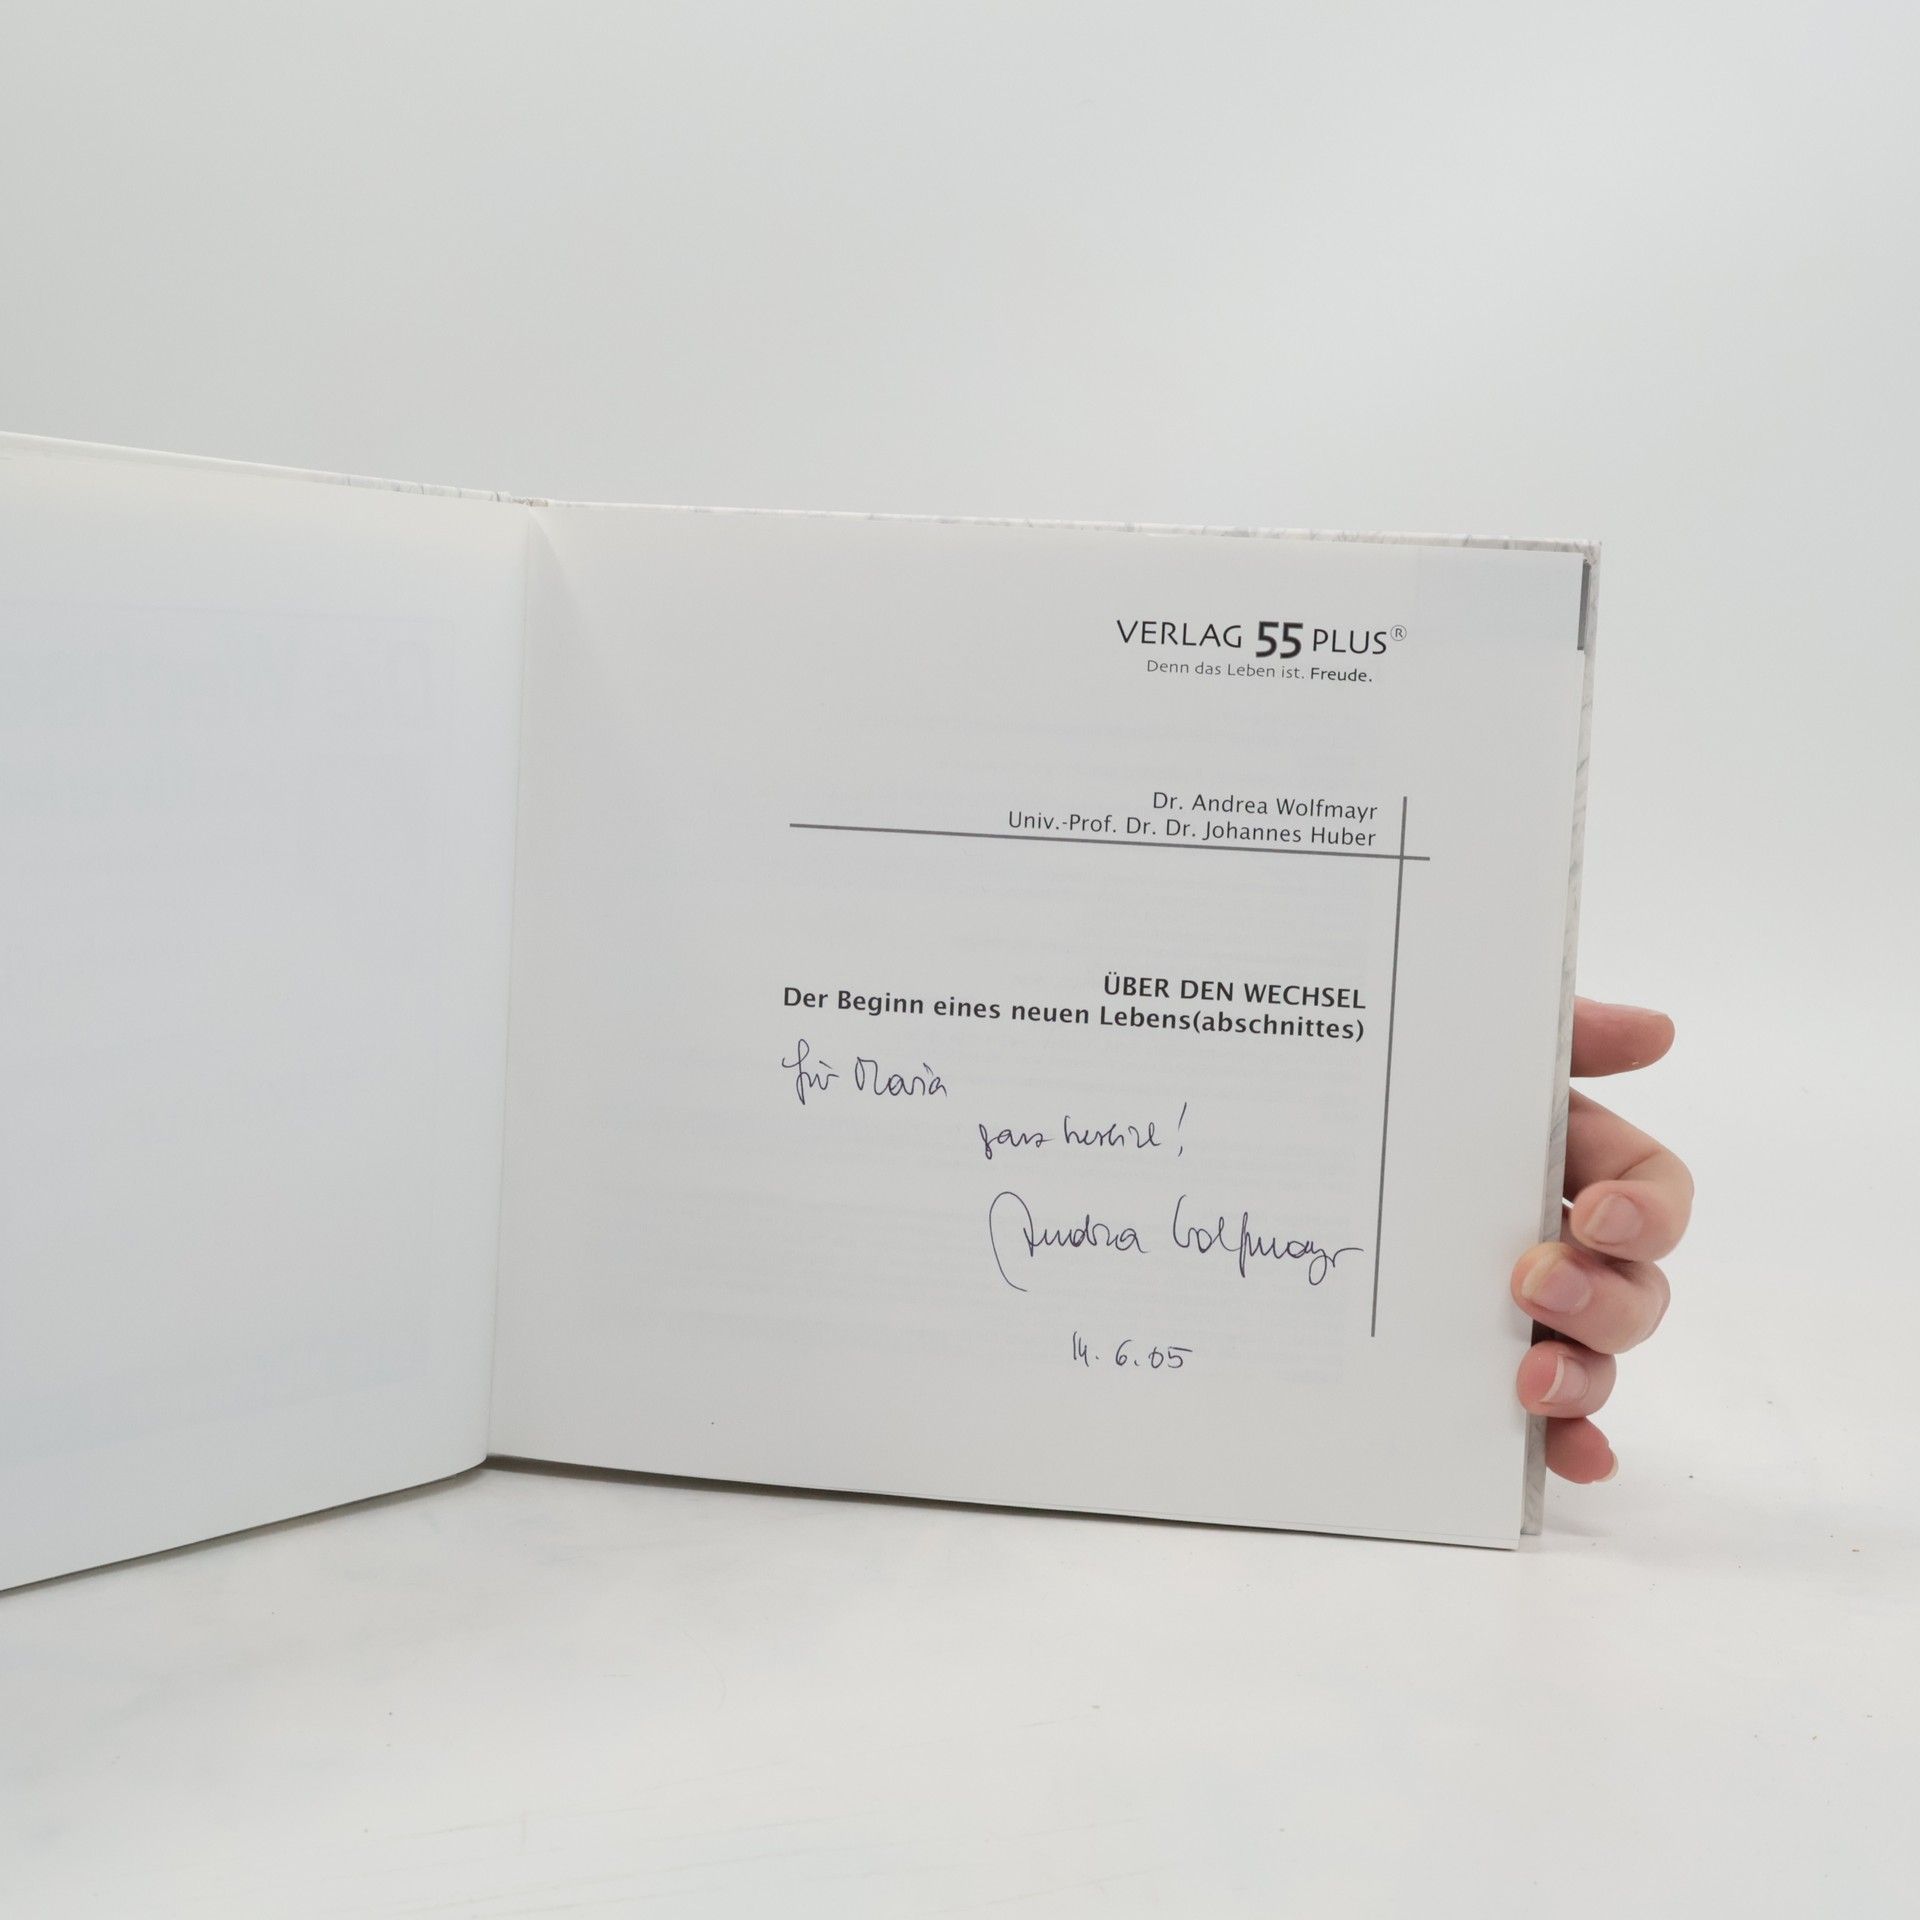 VERLAG 55 PLUS®
Denn das Leben ist. Freude.
Dr. Andrea Wolfmayr
Univ.-Prof. Dr. Dr. Johannes Huber
ÜBER DEN WECHSEL
Der Beginn eines neuen Lebens(abschnittes)
für Maria
ganz herzlich!
Andrea Wolfmayr
14. 6. 05